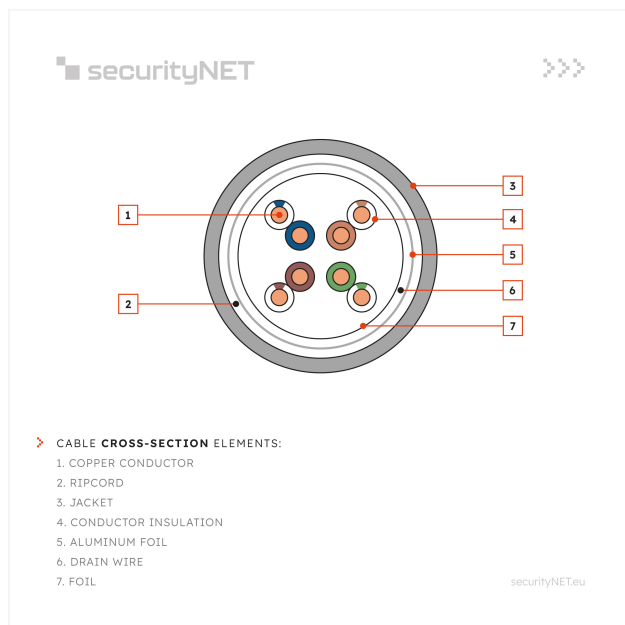 securityNET
1
2
3
4
5
6
7
CABLE CROSS-SECTION ELEMENTS:
1. COPPER CONDUCTOR
2. RIPCORD
3. JACKET
4. CONDUCTOR INSULATION
5. ALUMINUM FOIL
6. DRAIN WIRE
7. FOIL
securityNET.eu